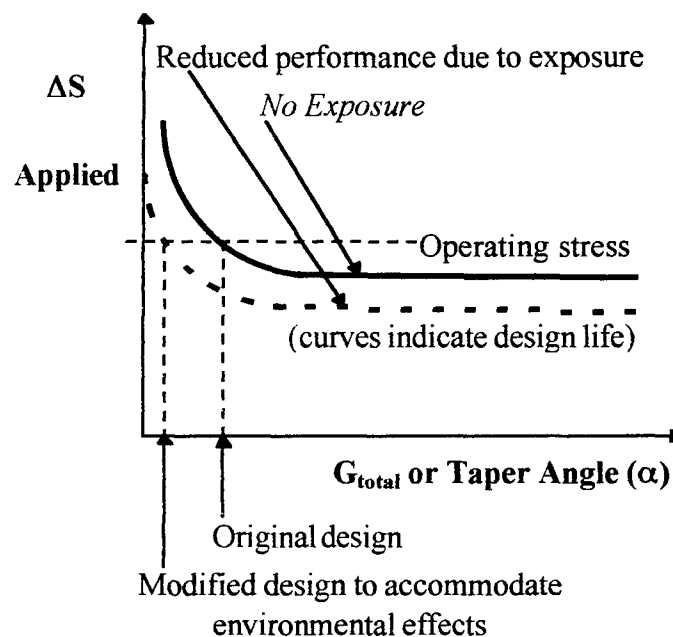 Reduced performance due to exposure
ΔS
No Exposure
Applied
Operating stress
(curves indicate design life)
G_total or Taper Angle (α)
Original design
Modified design to accommodate
environmental effects